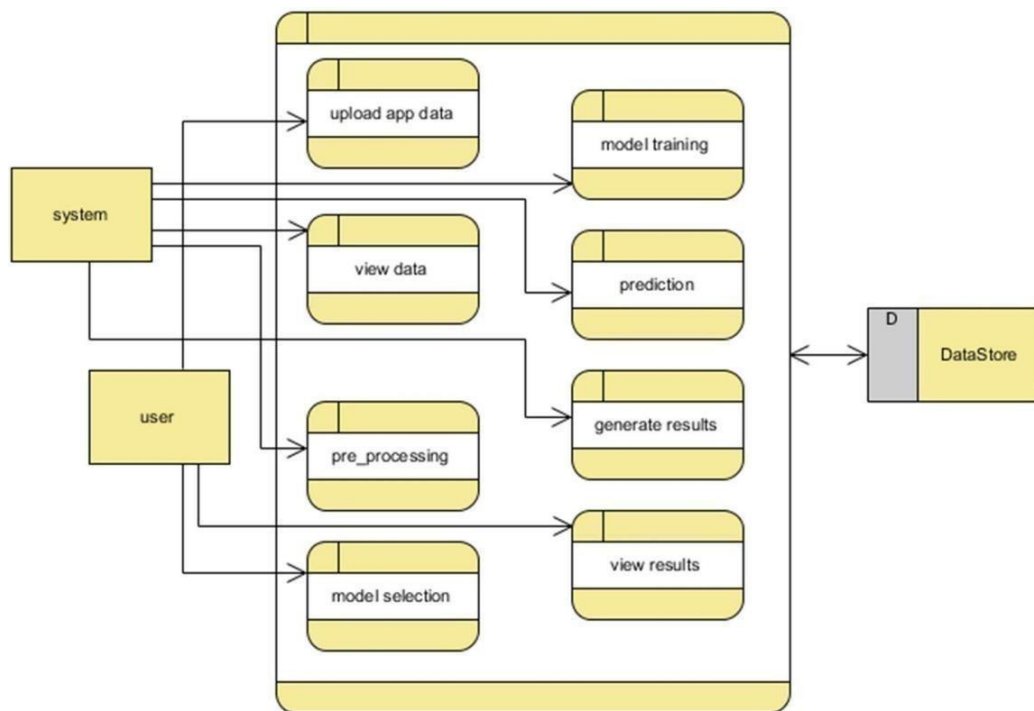 upload app data
model training
system
view data
prediction
D
DataStore
user
pre_processing
generate results
model selection
view results